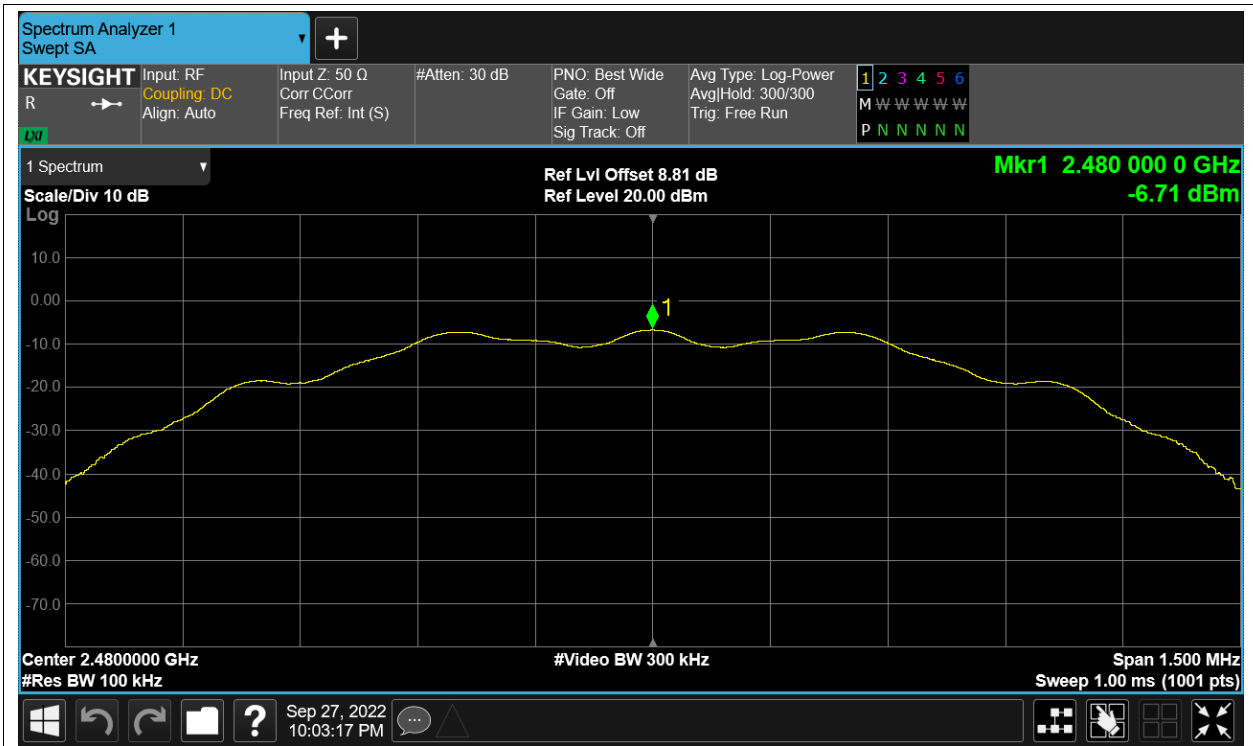 Spectrum Analyzer 1
Swept SA
KEYSIGHT
R
LXI
Input: RF
Coupling: DC
Align: Auto
Input Z: 50 Ω
Corr CCorr
Freq Ref: Int (S)
#Atten: 30 dB
PNO: Best Wide
Gate: Off
IF Gain: Low
Sig Track: Off
Avg Type: Log-Power
Avg|Hold: 300/300
Trig: Free Run
1 2 3 4 5 6
M W W W W W
P N N N N N
1 Spectrum
Scale/Div 10 dB
Log
Ref Lvl Offset 8.81 dB
Ref Level 20.00 dBm
Mkr1 2.480 000 0 GHz
-6.71 dBm
10.0
0.00
-10.0
-20.0
-30.0
-40.0
-50.0
-60.0
-70.0
1
Center 2.4800000 GHz
#Res BW 100 kHz
#Video BW 300 kHz
Span 1.500 MHz
Sweep 1.00 ms (1001 pts)
?
Sep 27, 2022
10:03:17 PM